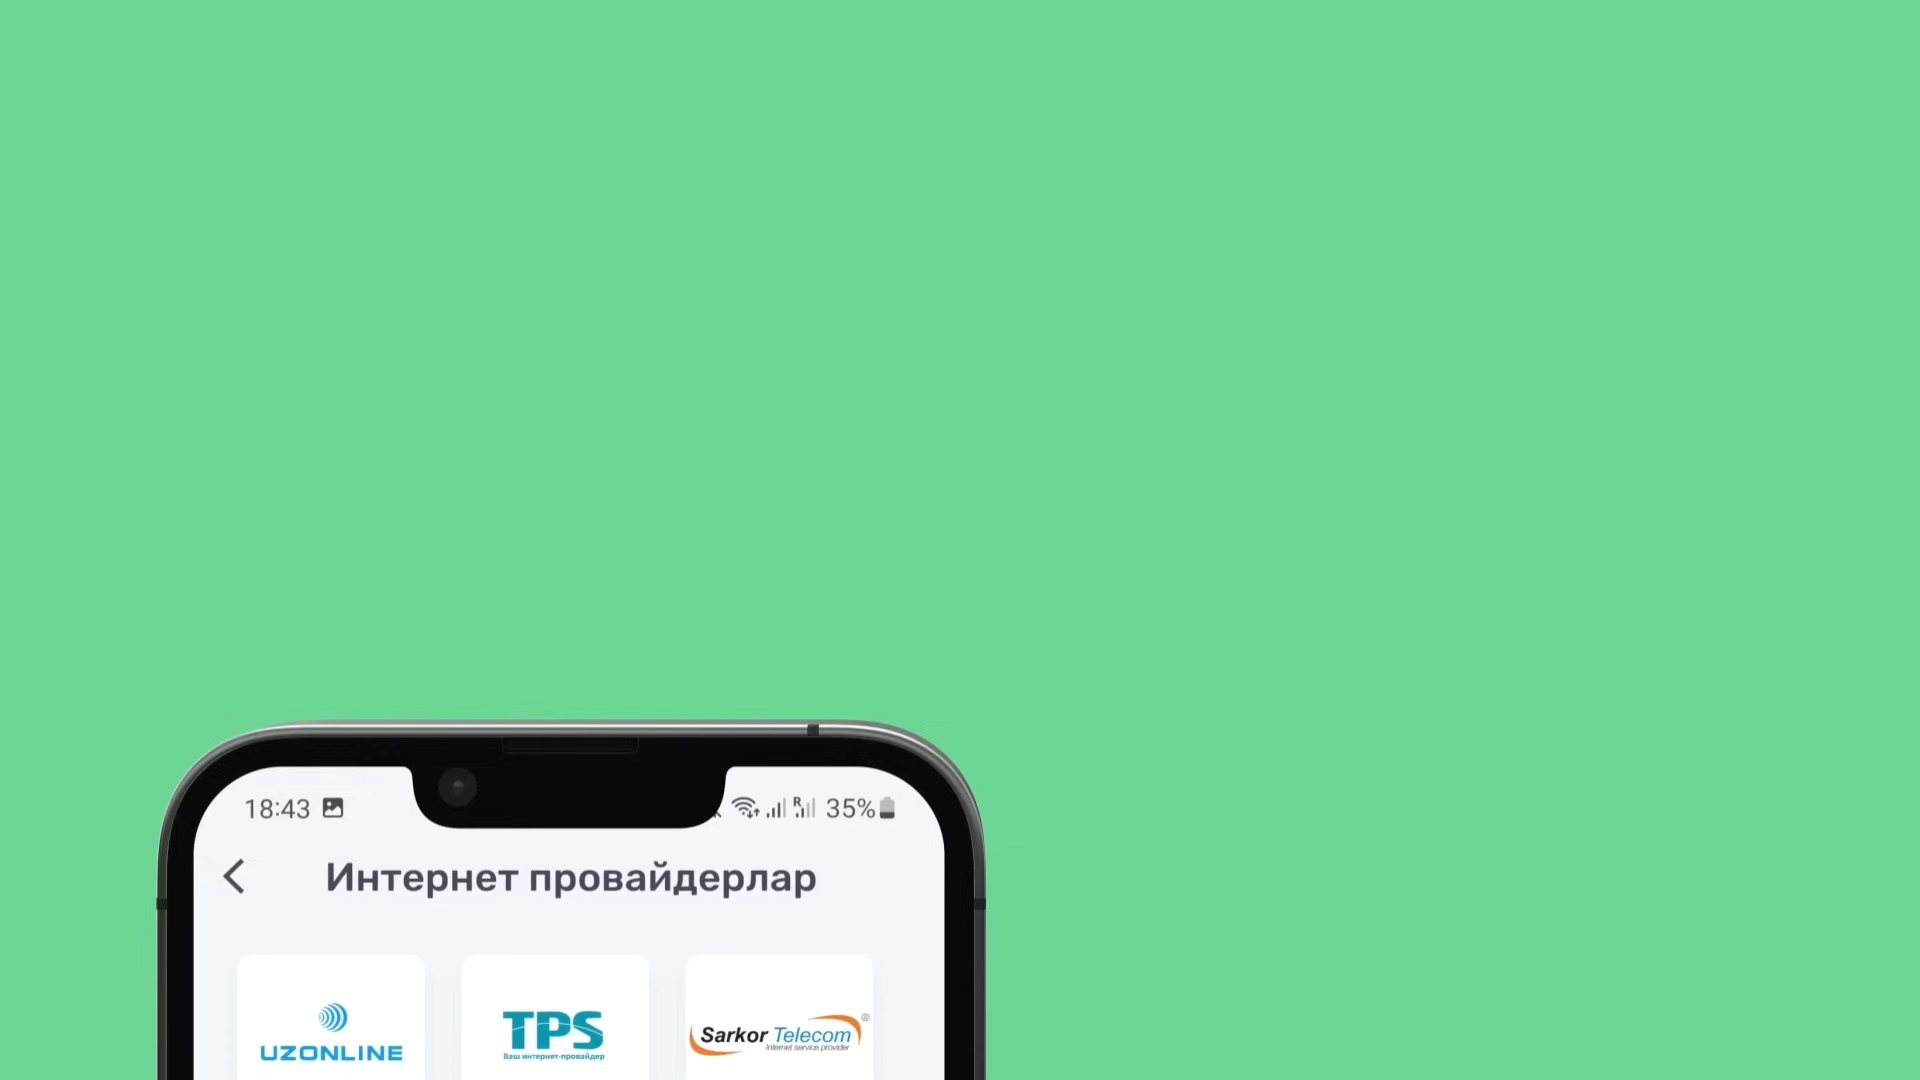 18:43 R 35%
Интернет провайдерлар
UZONLINE
TPS
Ваш интернет-провайдер
Sarkor Telecom ®
Internet service provider